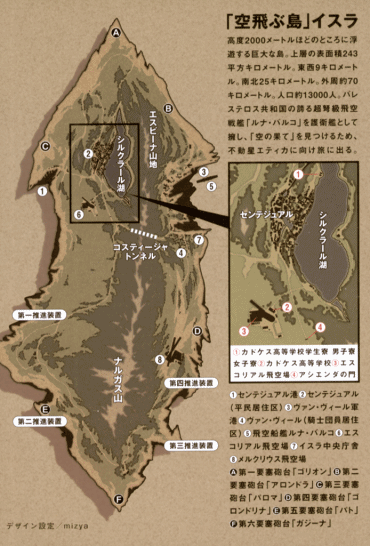 「空飛ぶ島」イスラ
高度2000メートルほどのところに浮
遊する巨大な島。上層の表面積243
平方キロメートル。東西9キロメート
ル。南北25キロメートル。外周約70
キロメートル。人口約13000人。バレ
ステロス共和国の誇る超弩級飛空
戦艦「ルナ・バルコ」を護衛艦として
擁し、「空の果て」を見つけるため、
不動星エティカに向け旅に出る。
A
B
エスピーナ山地
シルクラール湖
C
②
③
①
⑤
⑥
⑦
コスティージャ
トンネル
④
第一推進装置
D
ナルガス山
⑧
第四推進装置
E
第二推進装置
第三推進装置
F
①
センテジュアル
シルクラール湖
②
③
④
①カドケス高等学校学生寮 男子寮
女子寮②カドケス高等学校③エス
コリアル飛空場④アシエンダの門
①センテジュアル港②センテジュアル
(平民居住区)③ヴァン・ヴィール軍
港④ヴァン・ヴィール(騎士団員居住
区)⑤飛空船艦ルナ・バルコ⑥エス
コリアル飛空場⑦イスラ中央庁舎
⑧メルクリウス飛空場
Ⓐ第一要塞砲台「ゴリオン」Ⓑ第二
要塞砲台「アロンドラ」Ⓒ第三要塞
砲台「パロマ」Ⓓ第四要塞砲台「ゴ
ロンドリナ」Ⓔ第五要塞砲台「パト」
Ⓕ第六要塞砲台「ガジーナ」
デザイン設定/mizya